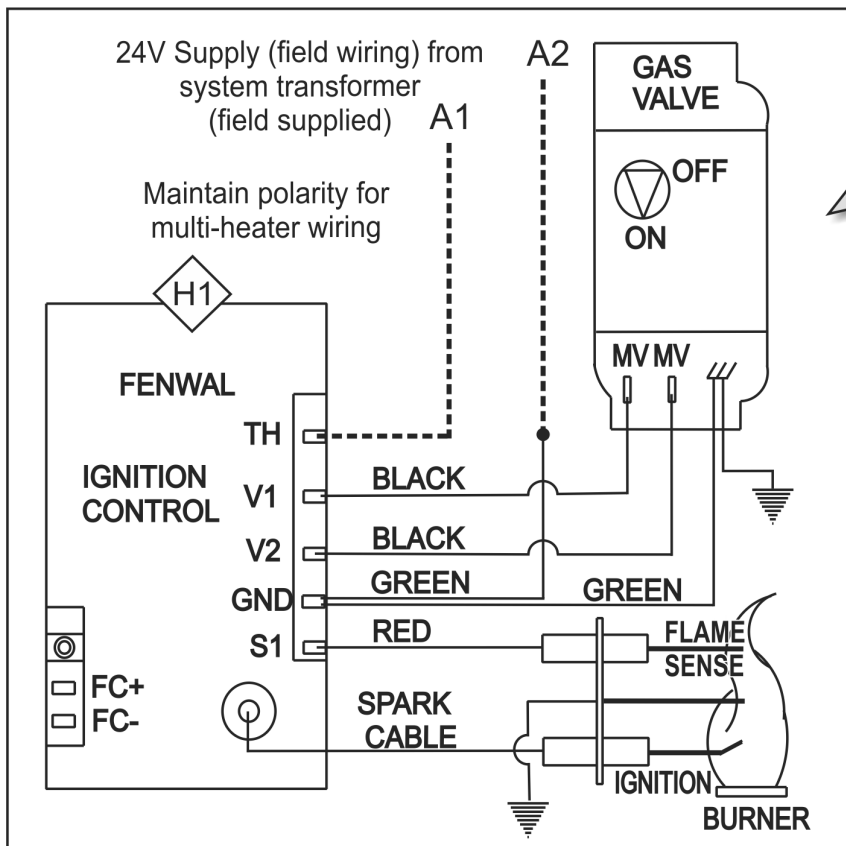 24V Supply (field wiring) from
system transformer
(field supplied)
A1
A2
Maintain polarity for
multi-heater wiring
H1
GAS
VALVE
OFF
ON
MV MV
FENWAL
IGNITION
CONTROL
TH
V1
V2
GND
S1
BLACK
BLACK
GREEN
GREEN
RED
FLAME
SENSE
FC+
FC-
SPARK
CABLE
IGNITION
BURNER